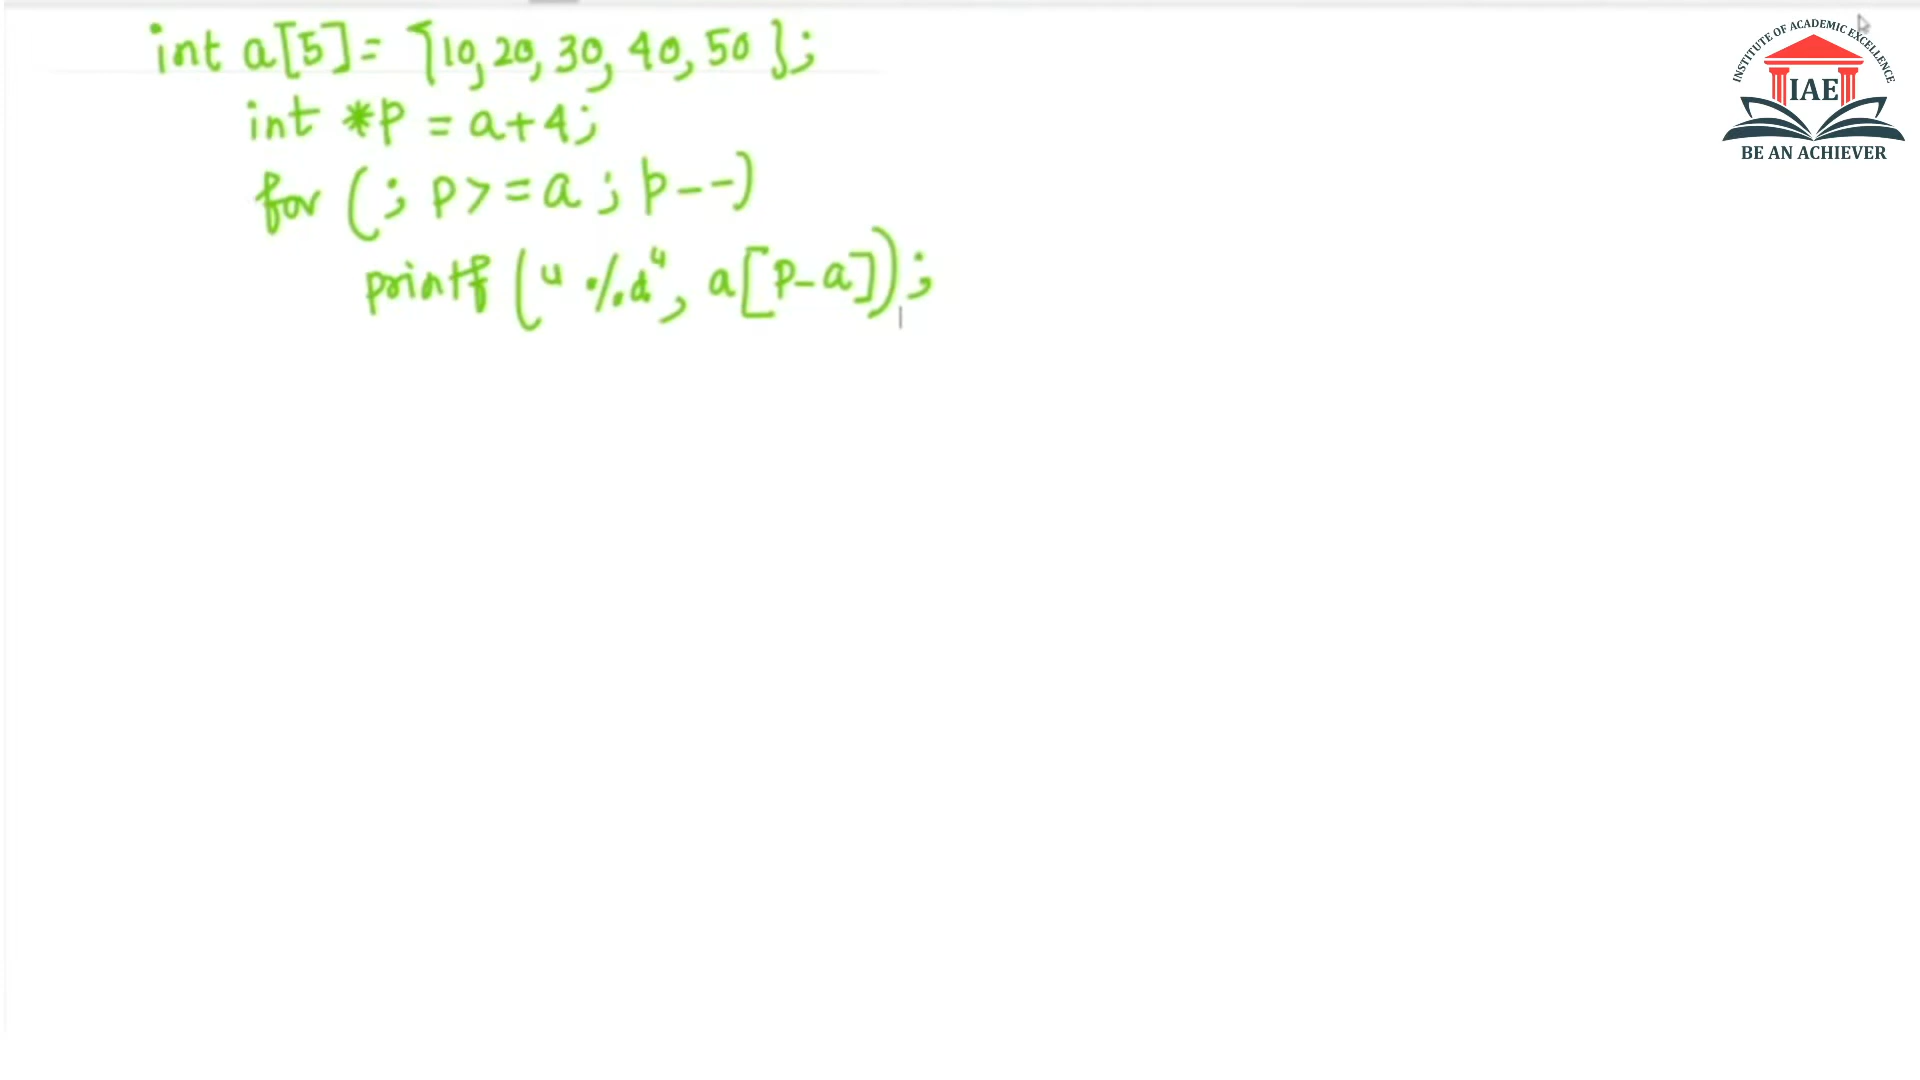 int a[5] = {10, 20, 30, 40, 50};
int *p = a+4;
for (; p>=a; p--)
printf("%d", a[p-a]);
INSTITUTE OF ACADEMIC EXCELLENCE
IAE
BE AN ACHIEVER